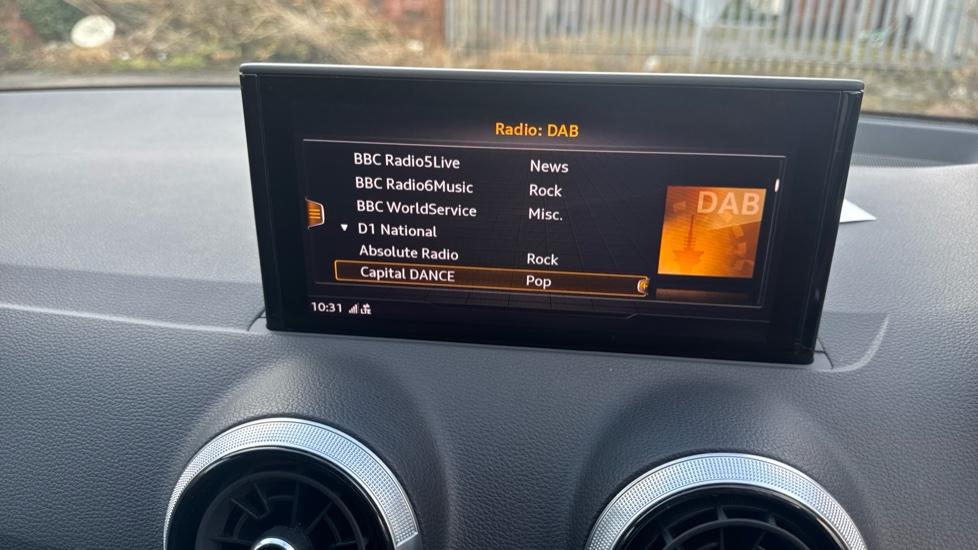 Radio: DAB
BBC Radio5Live News
BBC Radio6Music Rock
BBC WorldService Misc.
D1 National
Absolute Radio Rock
Capital DANCE Pop
DAB
10:31 LTE